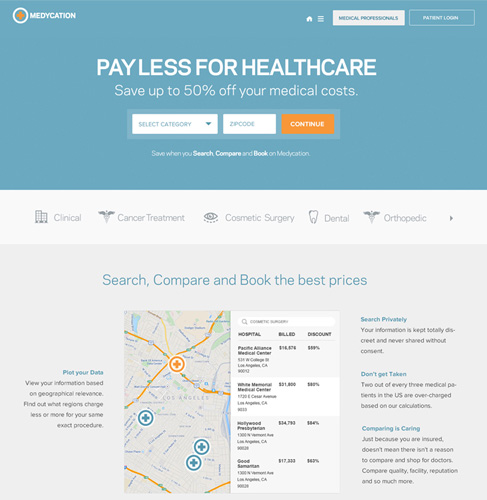 MEDYCATION
MEDICAL PROFESSIONALS
PATIENT LOGIN
PAY LESS FOR HEALTHCARE
Save up to 50% off your medical costs.
SELECT CATEGORY
ZIPCODE
CONTINUE
Save when you Search, Compare and Book on Medycation.
Clinical
Cancer Treatment
Cosmetic Surgery
Dental
Orthopedic
Search, Compare and Book the best prices
Plot your Data
View your information based
on geographical relevance.
Find out what regions charge
less or more for your same
exact procedure.
LOS ANGELES
COSMETIC SURGERY
HOSPITAL BILLED DISCOUNT
Pacific Alliance $16,676 $59%
Medical Center
531 W College St
Los Angeles, CA
90012
White Memorial $31,800 $80%
Medical Center
1720 E Cesar Avenue
Los Angeles, CA
9033
Hollywood $34,793 $84%
Presbyterian
1300 N Vermont Ave
Los Angeles, CA
90028
Good $17,333 $63%
Samaritan
1300 N Vermont Ave
Los Angeles, CA
90028
Search Privately
Your information is kept totally dis-
creet and never shared without
consent.
Don't get Taken
Two out of every three medical pa-
tients in the US are over-charged
based on our calculations.
Comparing is Caring
Just because you are insured,
doesn't mean there isn't a reason
to compare and shop for doctors.
Compare quality, facility, reputation
and so much more.